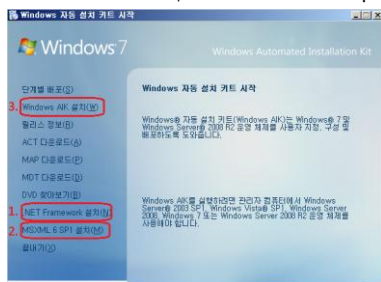 Windows 자동 설치 키트 시작
Windows 7
Windows Automated Installation Kit
단계별 배포(S)
3. Windows AIK 설치(W)
릴리스 정보(R)
ACT 다운로드(A)
MAP 다운로드(P)
MDT 다운로드(D)
DVD 찾아보기(B)
1. .NET Framework 설치(N)
2. MSXML 6 SP1 설치(M)
끝내기(X)
Windows 자동 설치 키트 시작
Windows® 자동 설치 키트(Windows AIK)는 Windows® 7 및
Windows Server® 2008 R2 운영 체제를 사용자 지정, 구성 및
배포하도록 도와줍니다.
Windows AIK를 실행하려면 관리자 컴퓨터에서 Windows
Server® 2003 SP1, Windows Vista® SP1, Windows Server
2008, Windows 7 또는 Windows Server 2008 R2 운영 체제를
사용해야 합니다.